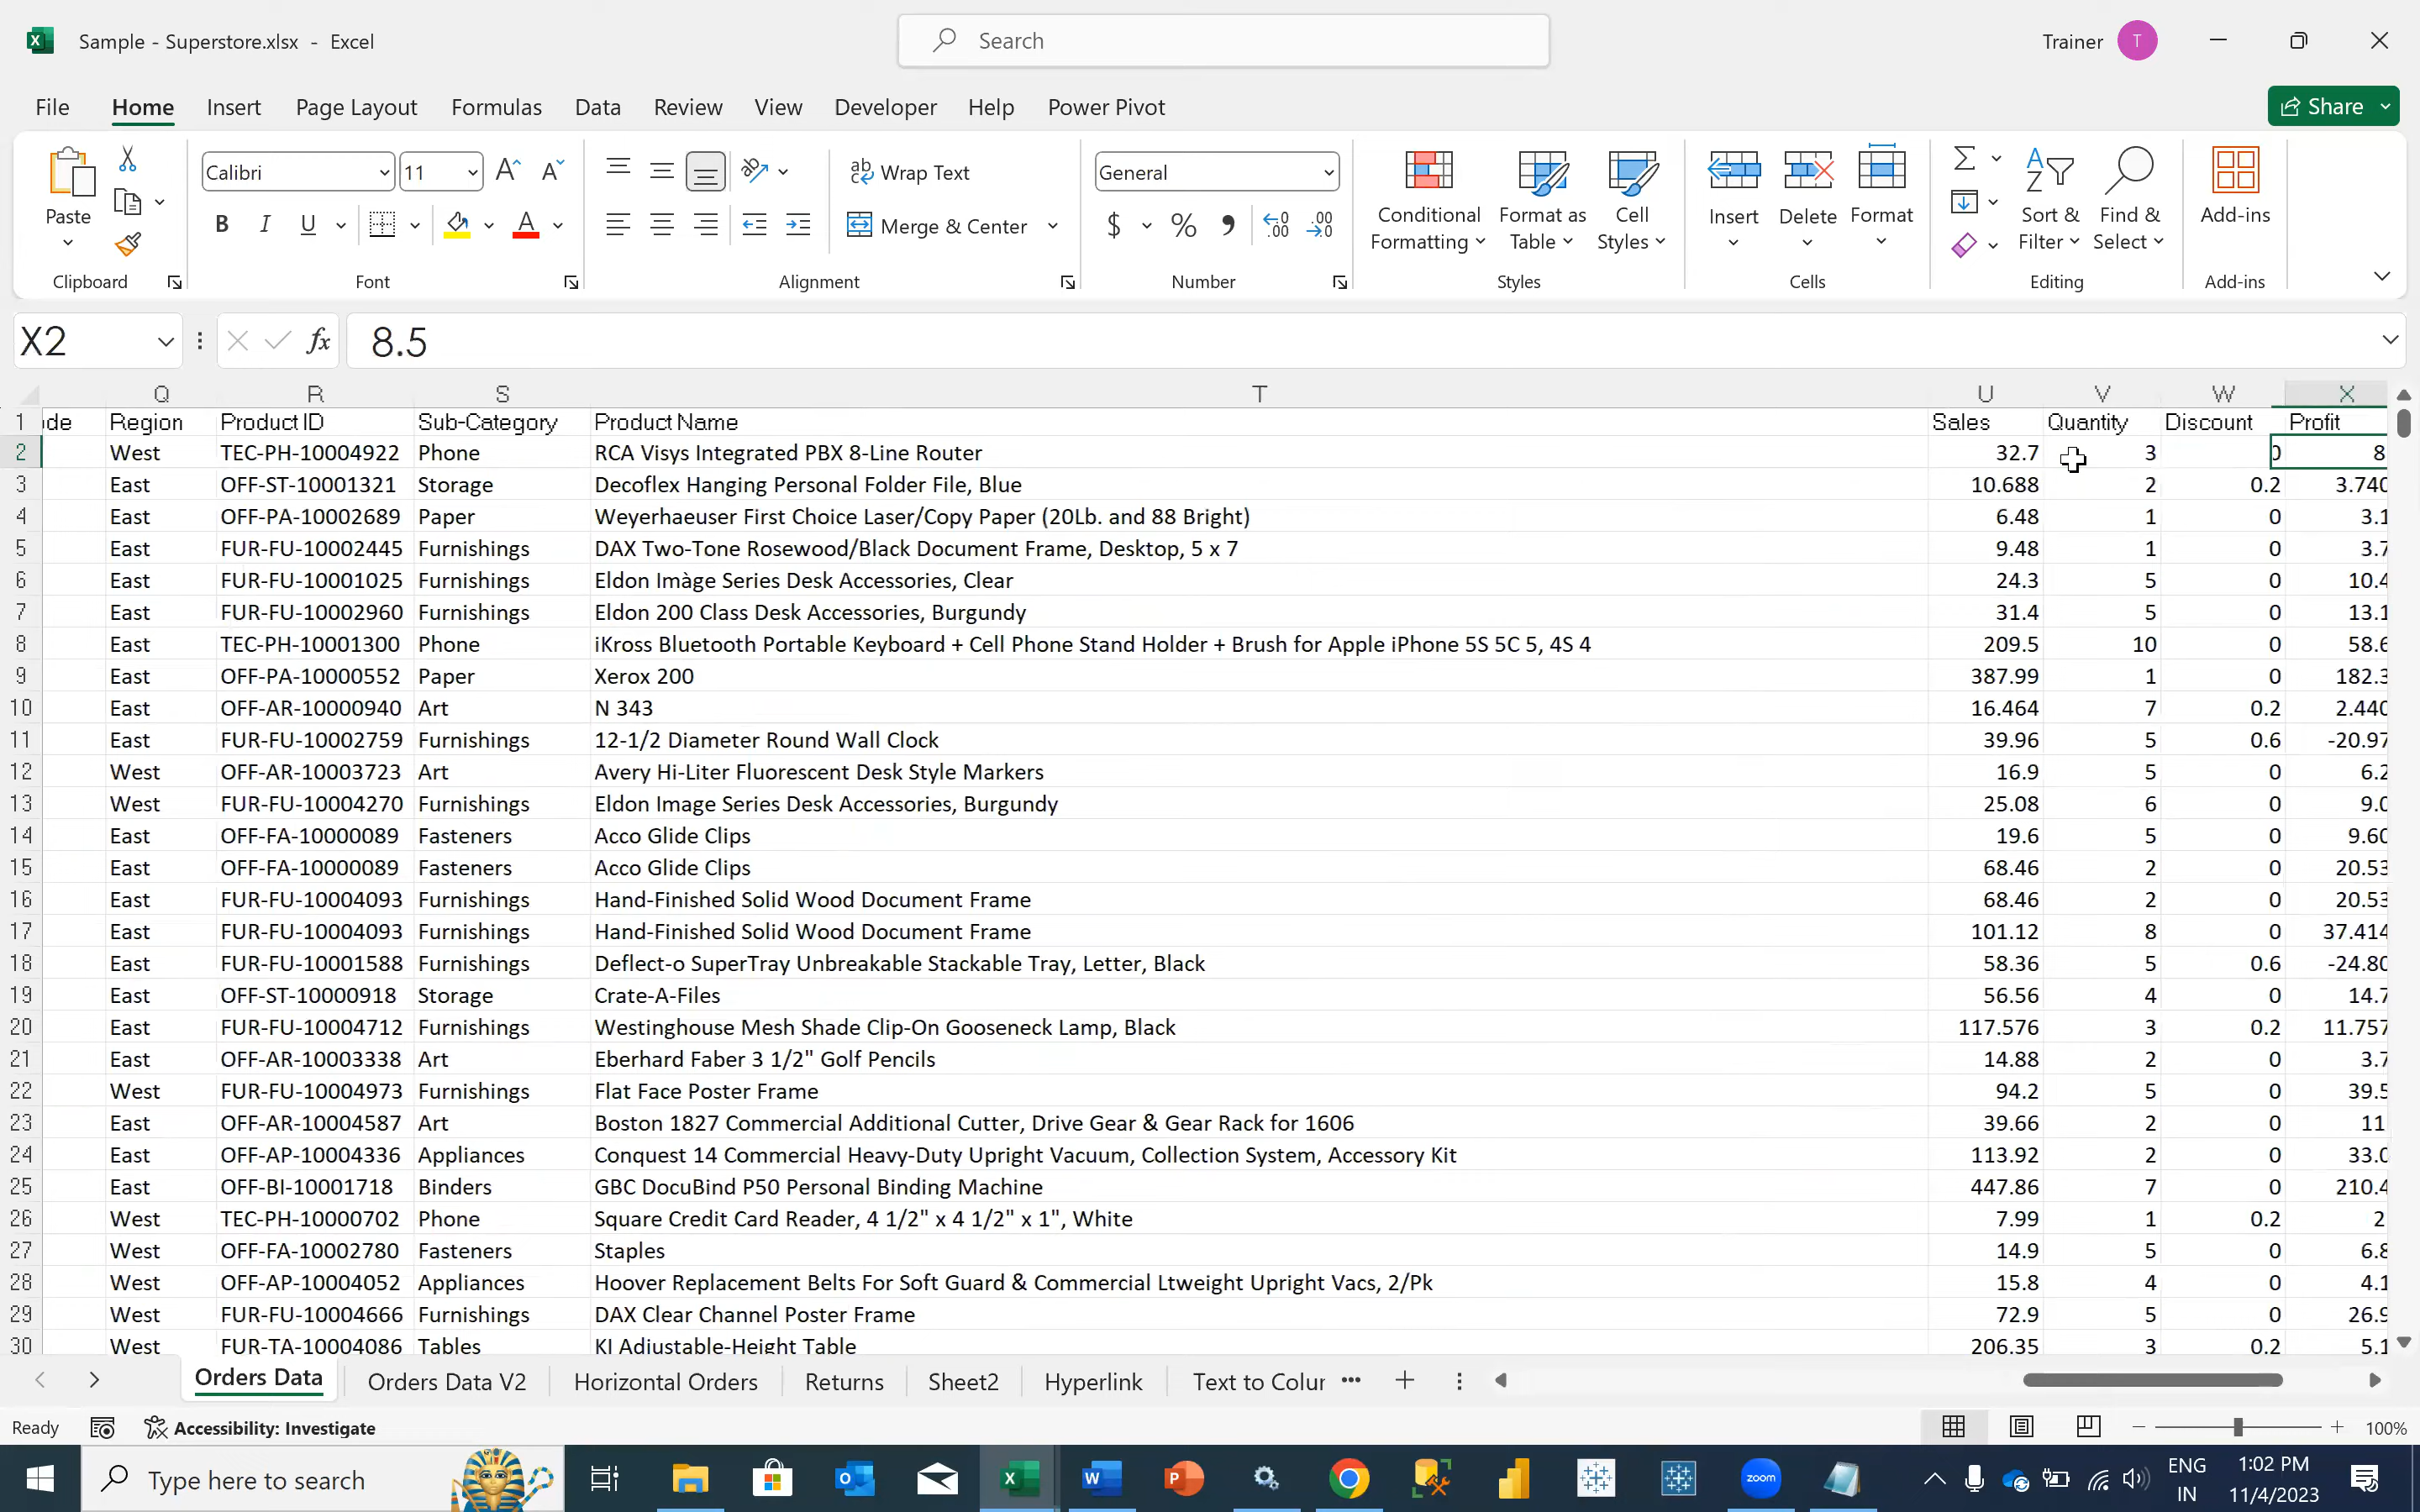 Sample - Superstore.xlsx - Excel
Search
Trainer T
File Home Insert Page Layout Formulas Data Review View Developer Help Power Pivot Share
Paste Calibri 11 Wrap Text General Conditional Formatting Format as Table Cell Styles Insert Delete Format Sort & Filter Find & Select Add-ins
B I U A Merge & Center $ %
Clipboard Font Alignment Number Styles Cells Editing Add-ins
X2 fx 8.5
Q R S T U V W X
1 de Region Product ID Sub-Category Product Name Sales Quantity Discount Profit
2 West TEC-PH-10004922 Phone RCA Visys Integrated PBX 8-Line Router 32.7 3 0 8
3 East OFF-ST-10001321 Storage Decoflex Hanging Personal Folder File, Blue 10.688 2 0.2 3.740
4 East OFF-PA-10002689 Paper Weyerhaeuser First Choice Laser/Copy Paper (20Lb. and 88 Bright) 6.48 1 0 3.1
5 East FUR-FU-10002445 Furnishings DAX Two-Tone Rosewood/Black Document Frame, Desktop, 5 x 7 9.48 1 0 3.7
6 East FUR-FU-10001025 Furnishings Eldon Imàge Series Desk Accessories, Clear 24.3 5 0 10.4
7 East FUR-FU-10002960 Furnishings Eldon 200 Class Desk Accessories, Burgundy 31.4 5 0 13.1
8 East TEC-PH-10001300 Phone iKross Bluetooth Portable Keyboard + Cell Phone Stand Holder + Brush for Apple iPhone 5S 5C 5, 4S 4 209.5 10 0 58.6
9 East OFF-PA-10000552 Paper Xerox 200 387.99 1 0 182.3
10 East OFF-AR-10000940 Art N 343 16.464 7 0.2 2.440
11 East FUR-FU-10002759 Furnishings 12-1/2 Diameter Round Wall Clock 39.96 5 0.6 -20.97
12 West OFF-AR-10003723 Art Avery Hi-Liter Fluorescent Desk Style Markers 16.9 5 0 6.2
13 West FUR-FU-10004270 Furnishings Eldon Image Series Desk Accessories, Burgundy 25.08 6 0 9.0
14 East OFF-FA-10000089 Fasteners Acco Glide Clips 19.6 5 0 9.60
15 East OFF-FA-10000089 Fasteners Acco Glide Clips 68.46 2 0 20.53
16 East FUR-FU-10004093 Furnishings Hand-Finished Solid Wood Document Frame 68.46 2 0 20.53
17 East FUR-FU-10004093 Furnishings Hand-Finished Solid Wood Document Frame 101.12 8 0 37.414
18 East FUR-FU-10001588 Furnishings Deflect-o SuperTray Unbreakable Stackable Tray, Letter, Black 58.36 5 0.6 -24.80
19 East OFF-ST-10000918 Storage Crate-A-Files 56.56 4 0 14.7
20 East FUR-FU-10004712 Furnishings Westinghouse Mesh Shade Clip-On Gooseneck Lamp, Black 117.576 3 0.2 11.757
21 East OFF-AR-10003338 Art Eberhard Faber 3 1/2" Golf Pencils 14.88 2 0 3.7
22 West FUR-FU-10004973 Furnishings Flat Face Poster Frame 94.2 5 0 39.5
23 East OFF-AR-10004587 Art Boston 1827 Commercial Additional Cutter, Drive Gear & Gear Rack for 1606 39.66 2 0 11
24 East OFF-AP-10004336 Appliances Conquest 14 Commercial Heavy-Duty Upright Vacuum, Collection System, Accessory Kit 113.92 2 0 33.0
25 East OFF-BI-10001718 Binders GBC DocuBind P50 Personal Binding Machine 447.86 7 0 210.4
26 West TEC-PH-10000702 Phone Square Credit Card Reader, 4 1/2" x 4 1/2" x 1", White 7.99 1 0.2 2
27 West OFF-FA-10002780 Fasteners Staples 14.9 5 0 6.8
28 West OFF-AP-10004052 Appliances Hoover Replacement Belts For Soft Guard & Commercial Ltweight Upright Vacs, 2/Pk 15.8 4 0 4.1
29 West FUR-FU-10004666 Furnishings DAX Clear Channel Poster Frame 72.9 5 0 26.9
30 West FUR-TA-10004086 Tables KI Adjustable-Height Table 206.35 3 0.2 5.1
Orders Data Orders Data V2 Horizontal Orders Returns Sheet2 Hyperlink Text to Colur ...
Ready Accessibility: Investigate 100%
Type here to search zoom ENG IN 1:02 PM 11/4/2023